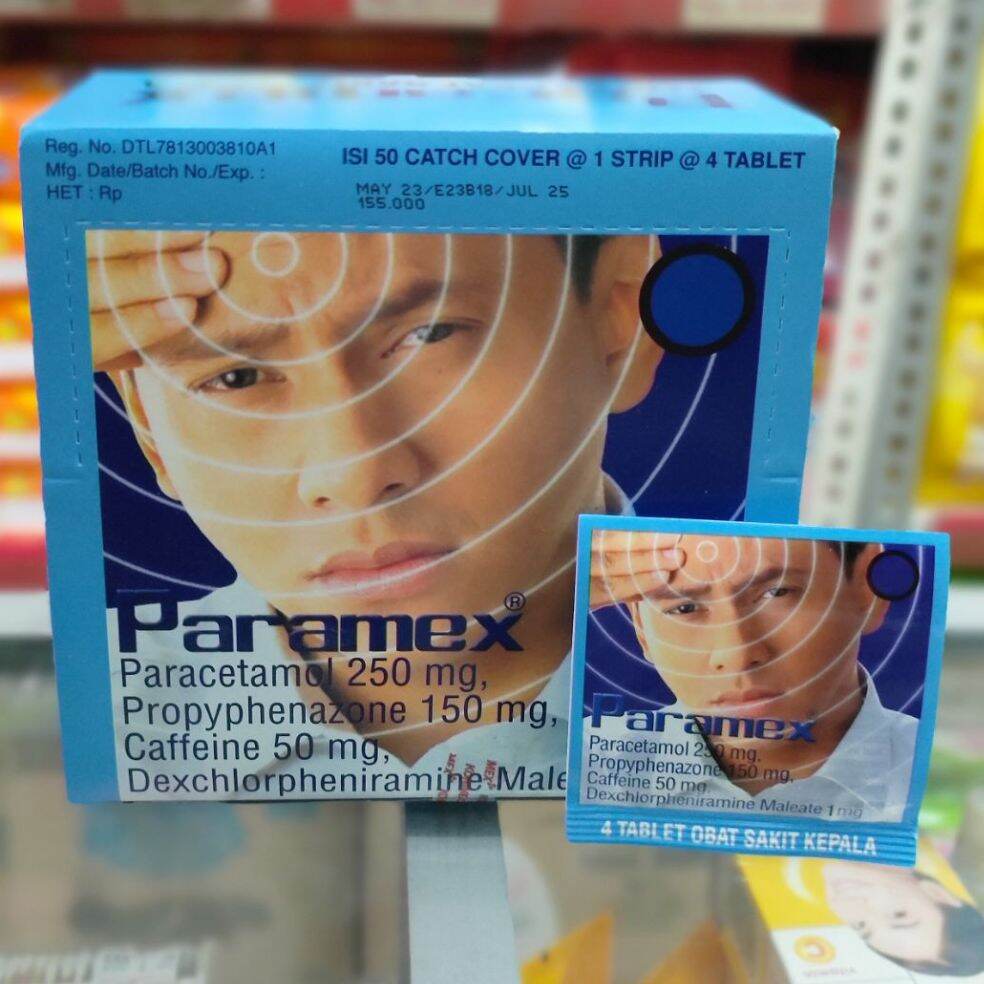 Reg. No. DTL7813003810A1
Mfg. Date/Batch No./Exp. :
HET : Rp
ISI 50 CATCH COVER @ 1 STRIP @ 4 TABLET
MAY 23/E23B18/JUL 25
155.000
Paramex®
Paracetamol 250 mg,
Propyphenazone 150 mg,
Caffeine 50 mg,
Dexchlorpheniramine Male
Paramex
Paracetamol 250 mg.
Propyphenazone 150 mg,
Caffeine 50 mg.
Dexchlorpheniramine Maleate 1 mg
4 TABLET OBAT SAKIT KEPALA